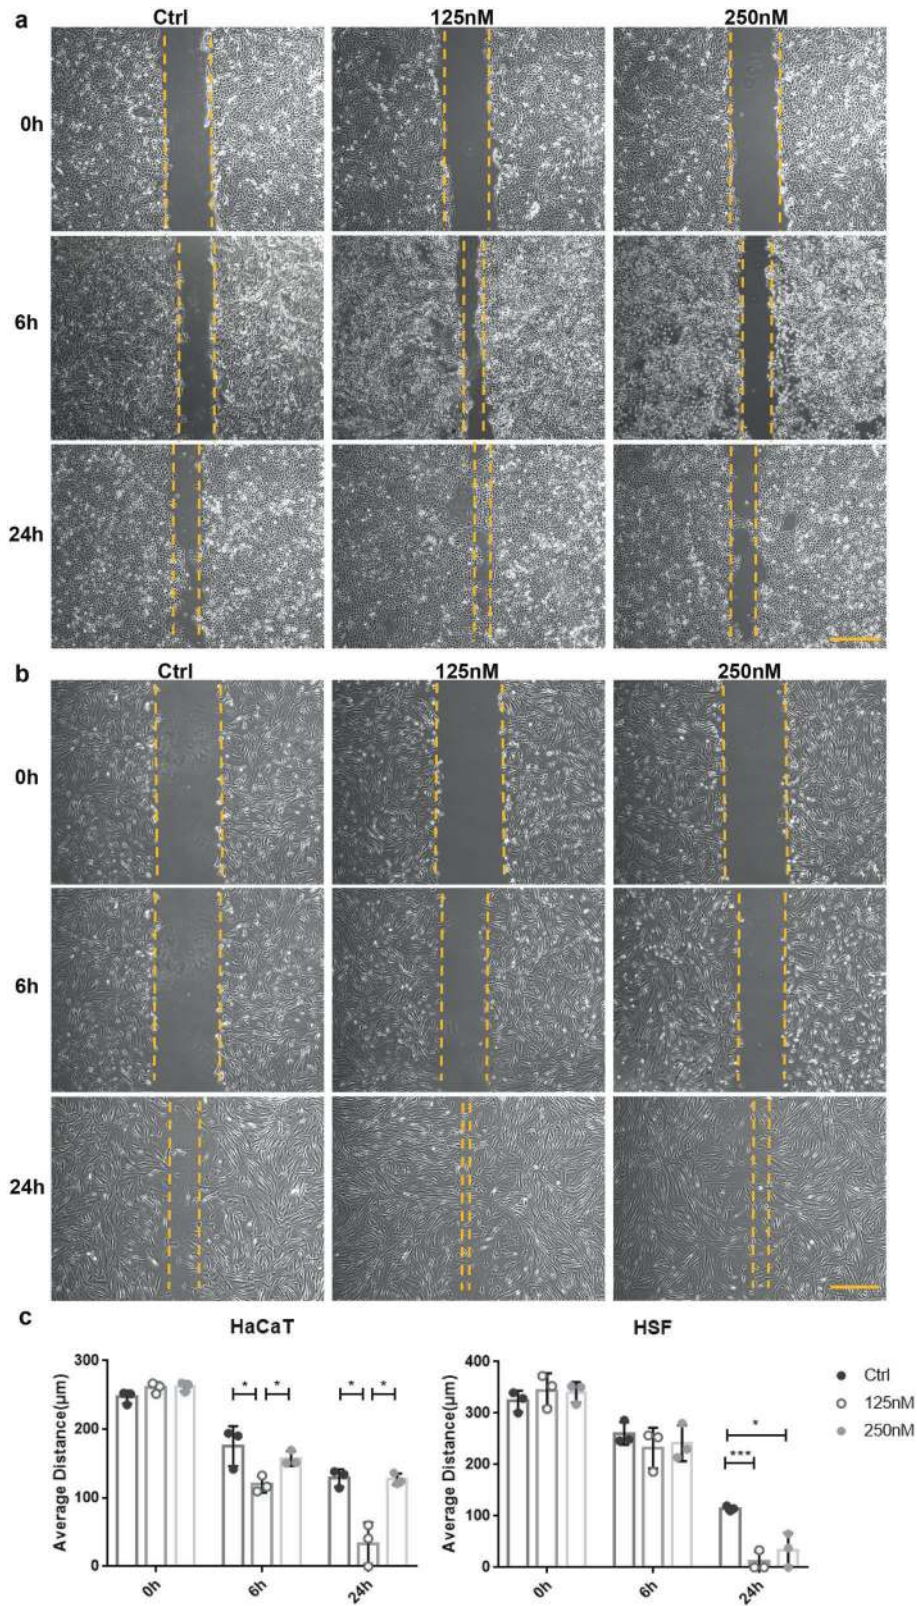 a
Ctrl 125nM 250nM
0h
6h
24h
b
Ctrl 125nM 250nM
0h
6h
24h
c
HaCaT
Average Distance(μm)
300
200
100
0
* * * *
0h 6h 24h
HSF
Average Distance(μm)
400
300
200
100
0
*
***
0h 6h 24h
Ctrl
125nM
250nM